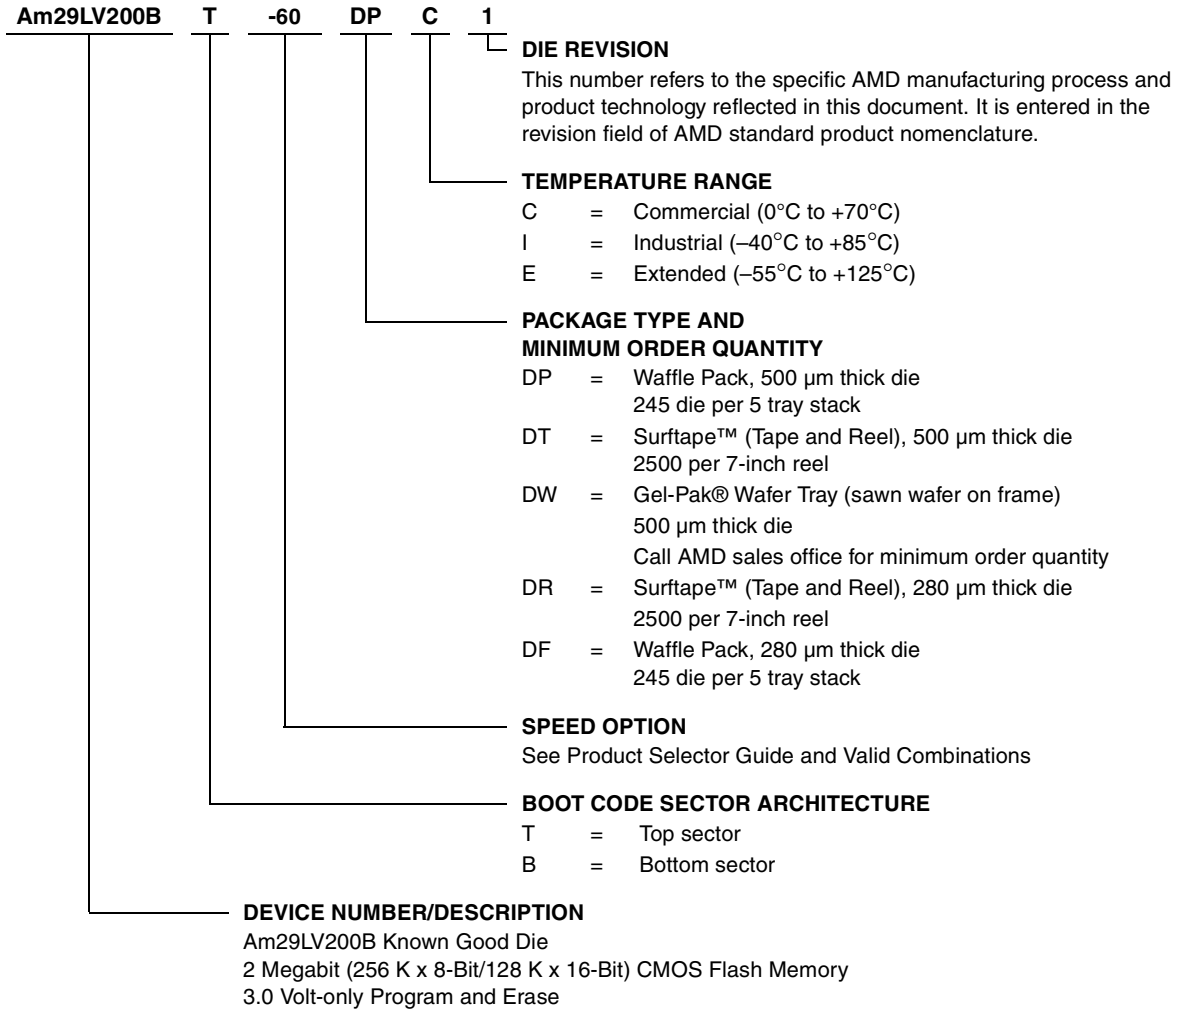 Am29LV200B T -60 DP C 1
DIE REVISION
This number refers to the specific AMD manufacturing process and
product technology reflected in this document. It is entered in the
revision field of AMD standard product nomenclature.
TEMPERATURE RANGE
C = Commercial (0°C to +70°C)
I = Industrial (–40°C to +85°C)
E = Extended (–55°C to +125°C)
PACKAGE TYPE AND
MINIMUM ORDER QUANTITY
DP = Waffle Pack, 500 µm thick die
245 die per 5 tray stack
DT = Surftape™ (Tape and Reel), 500 µm thick die
2500 per 7-inch reel
DW = Gel-Pak® Wafer Tray (sawn wafer on frame)
500 µm thick die
Call AMD sales office for minimum order quantity
DR = Surftape™ (Tape and Reel), 280 µm thick die
2500 per 7-inch reel
DF = Waffle Pack, 280 µm thick die
245 die per 5 tray stack
SPEED OPTION
See Product Selector Guide and Valid Combinations
BOOT CODE SECTOR ARCHITECTURE
T = Top sector
B = Bottom sector
DEVICE NUMBER/DESCRIPTION
Am29LV200B Known Good Die
2 Megabit (256 K x 8-Bit/128 K x 16-Bit) CMOS Flash Memory
3.0 Volt-only Program and Erase